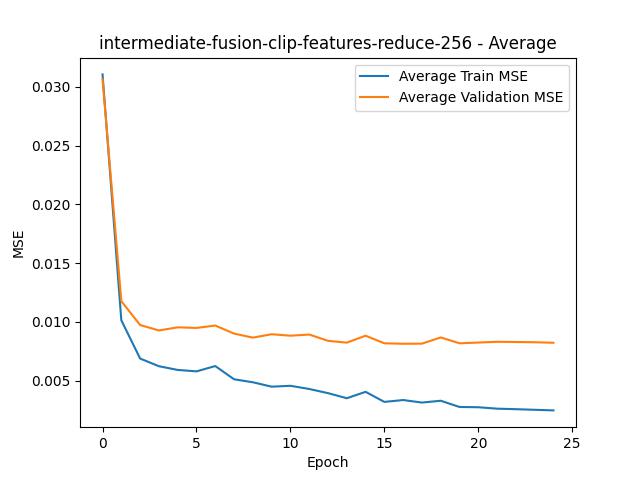 intermediate-fusion-clip-features-reduce-256 - Average
Average Train MSE
Average Validation MSE
MSE
0.030
0.025
0.020
0.015
0.010
0.005
0 5 10 15 20 25
Epoch